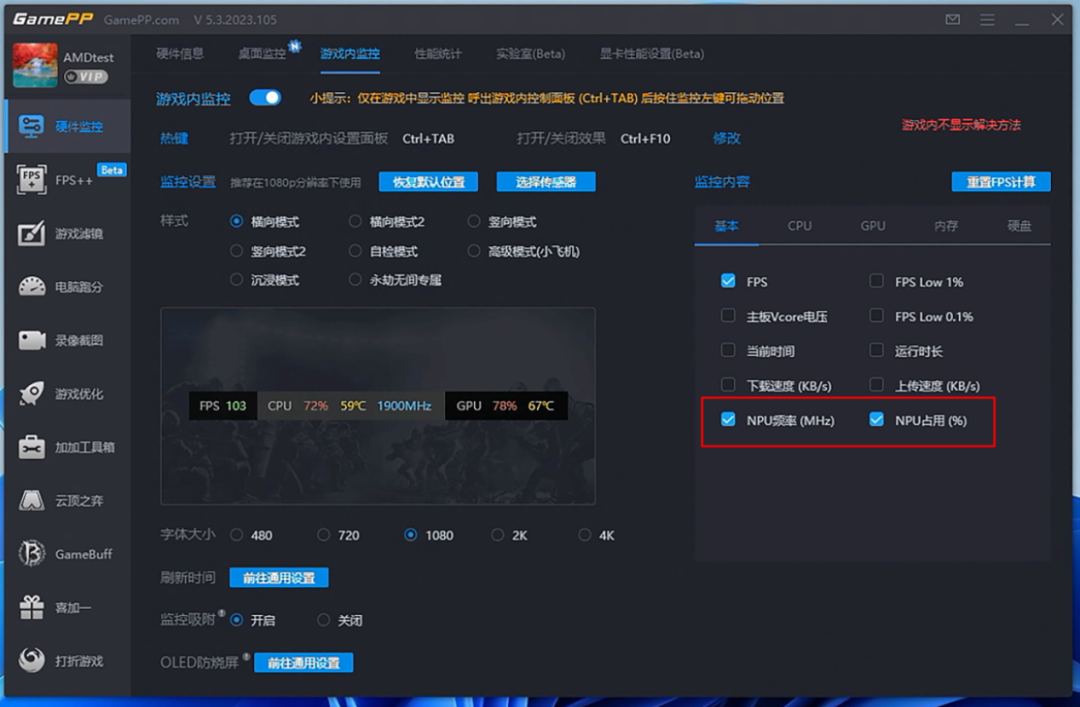 GamePP GamePP.com V 5.3.2023.105
AMDtest
VIP
硬件监控
FPS++ Beta
游戏滤镜
电脑跑分
录像截图
游戏优化
加加工具箱
云顶之弈
GameBuff
喜加一
打折游戏
硬件信息 桌面监控 N 游戏内监控 性能统计 实验室(Beta) 显卡性能设置(Beta)
游戏内监控 小提示：仅在游戏中显示监控 呼出游戏内控制面板 (Ctrl+TAB) 后按住监控左键可拖动位置
游戏内不显示解决方法
热键 打开/关闭游戏内设置面板 Ctrl+TAB 打开/关闭效果 Ctrl+F10 修改
监控设置 推荐在1080p分辨率下使用 恢复默认位置 选择传感器
样式 横向模式 横向模式2 竖向模式
竖向模式2 自检模式 高级模式(小飞机)
沉浸模式 永劫无间专属
FPS 103 CPU 72% 59℃ 1900MHz GPU 78% 67℃
字体大小 480 720 1080 2K 4K
刷新时间 前往通用设置
监控吸附 开启 关闭
OLED防烧屏 前往通用设置
监控内容 重置FPS计算
基本 CPU GPU 内存 硬盘
FPS FPS Low 1%
主板Vcore电压 FPS Low 0.1%
当前时间 运行时长
下载速度 (KB/s) 上传速度 (KB/s)
NPU频率 (MHz) NPU占用 (%)